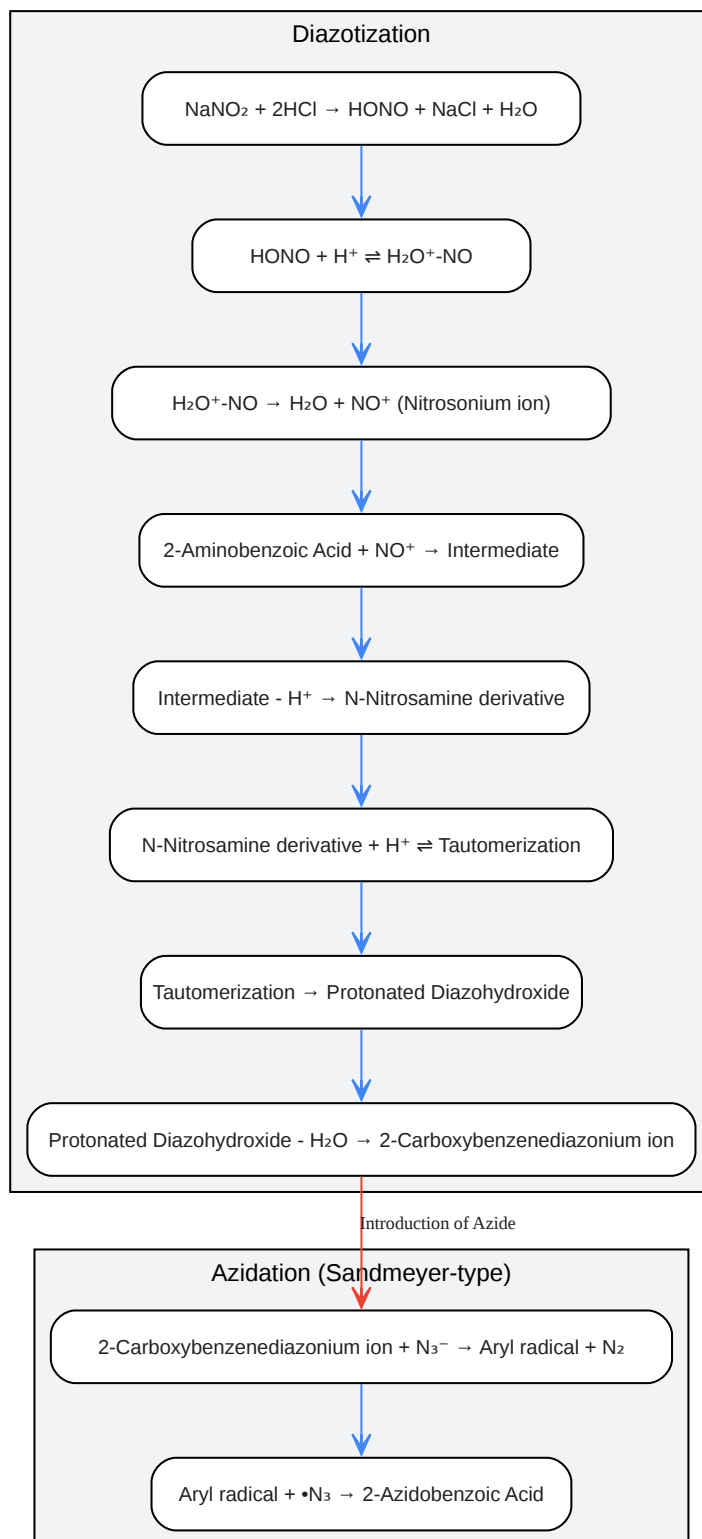 Diazotization
NaNO₂ + 2HCl → HONO + NaCl + H₂O
HONO + H⁺ ⇌ H₂O⁺-NO
H₂O⁺-NO → H₂O + NO⁺ (Nitrosonium ion)
2-Aminobenzoic Acid + NO⁺ → Intermediate
Intermediate - H⁺ → N-Nitrosamine derivative
N-Nitrosamine derivative + H⁺ ⇌ Tautomerization
Tautomerization → Protonated Diazohydroxide
Protonated Diazohydroxide - H₂O → 2-Carboxybenzenediazonium ion
Introduction of Azide
Azidation (Sandmeyer-type)
2-Carboxybenzenediazonium ion + N₃⁻ → Aryl radical + N₂
Aryl radical + •N₃ → 2-Azidobenzoic Acid